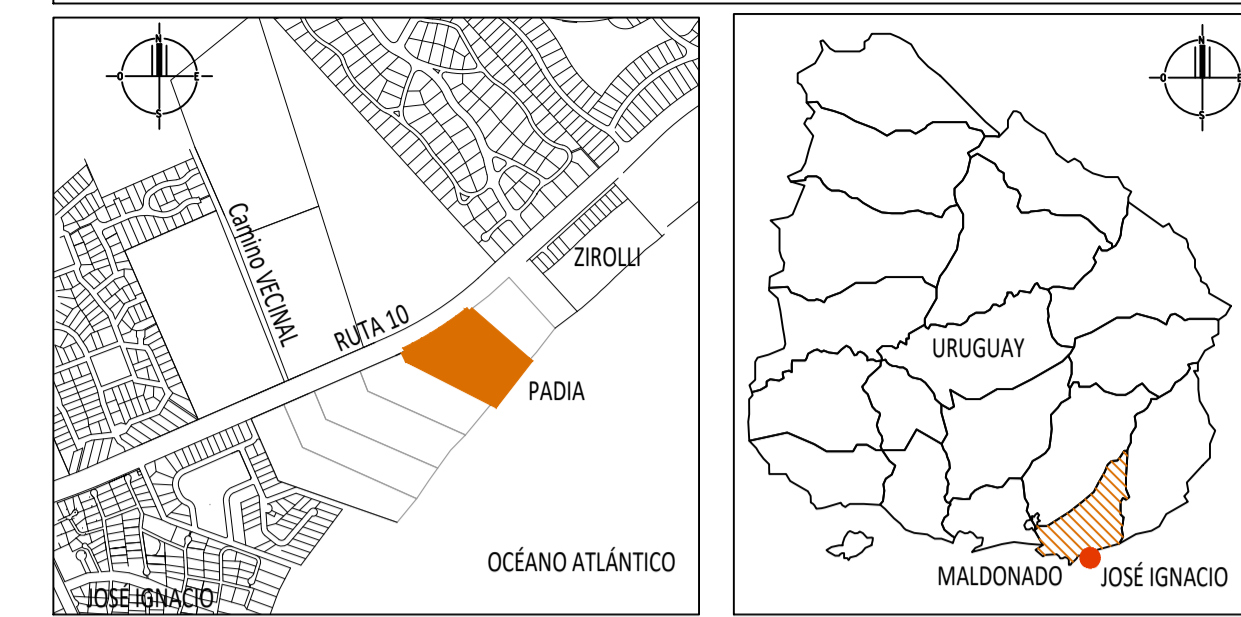 N
O
E
S
Camino VECINAL
RUTA 10
ZIROLLI
PADIA
OCÉANO ATLÁNTICO
JOSÉ IGNACIO
N
O
E
S
URUGUAY
MALDONADO
JOSÉ IGNACIO